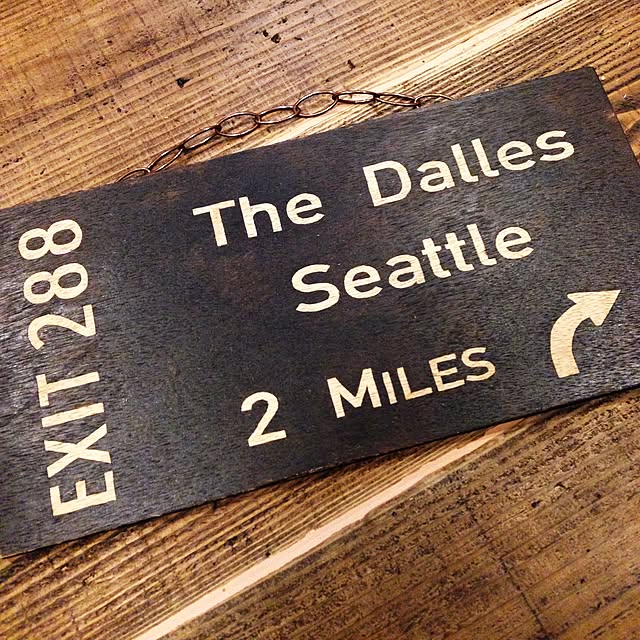 EXIT 288
The Dalles
Seattle
2 MILES